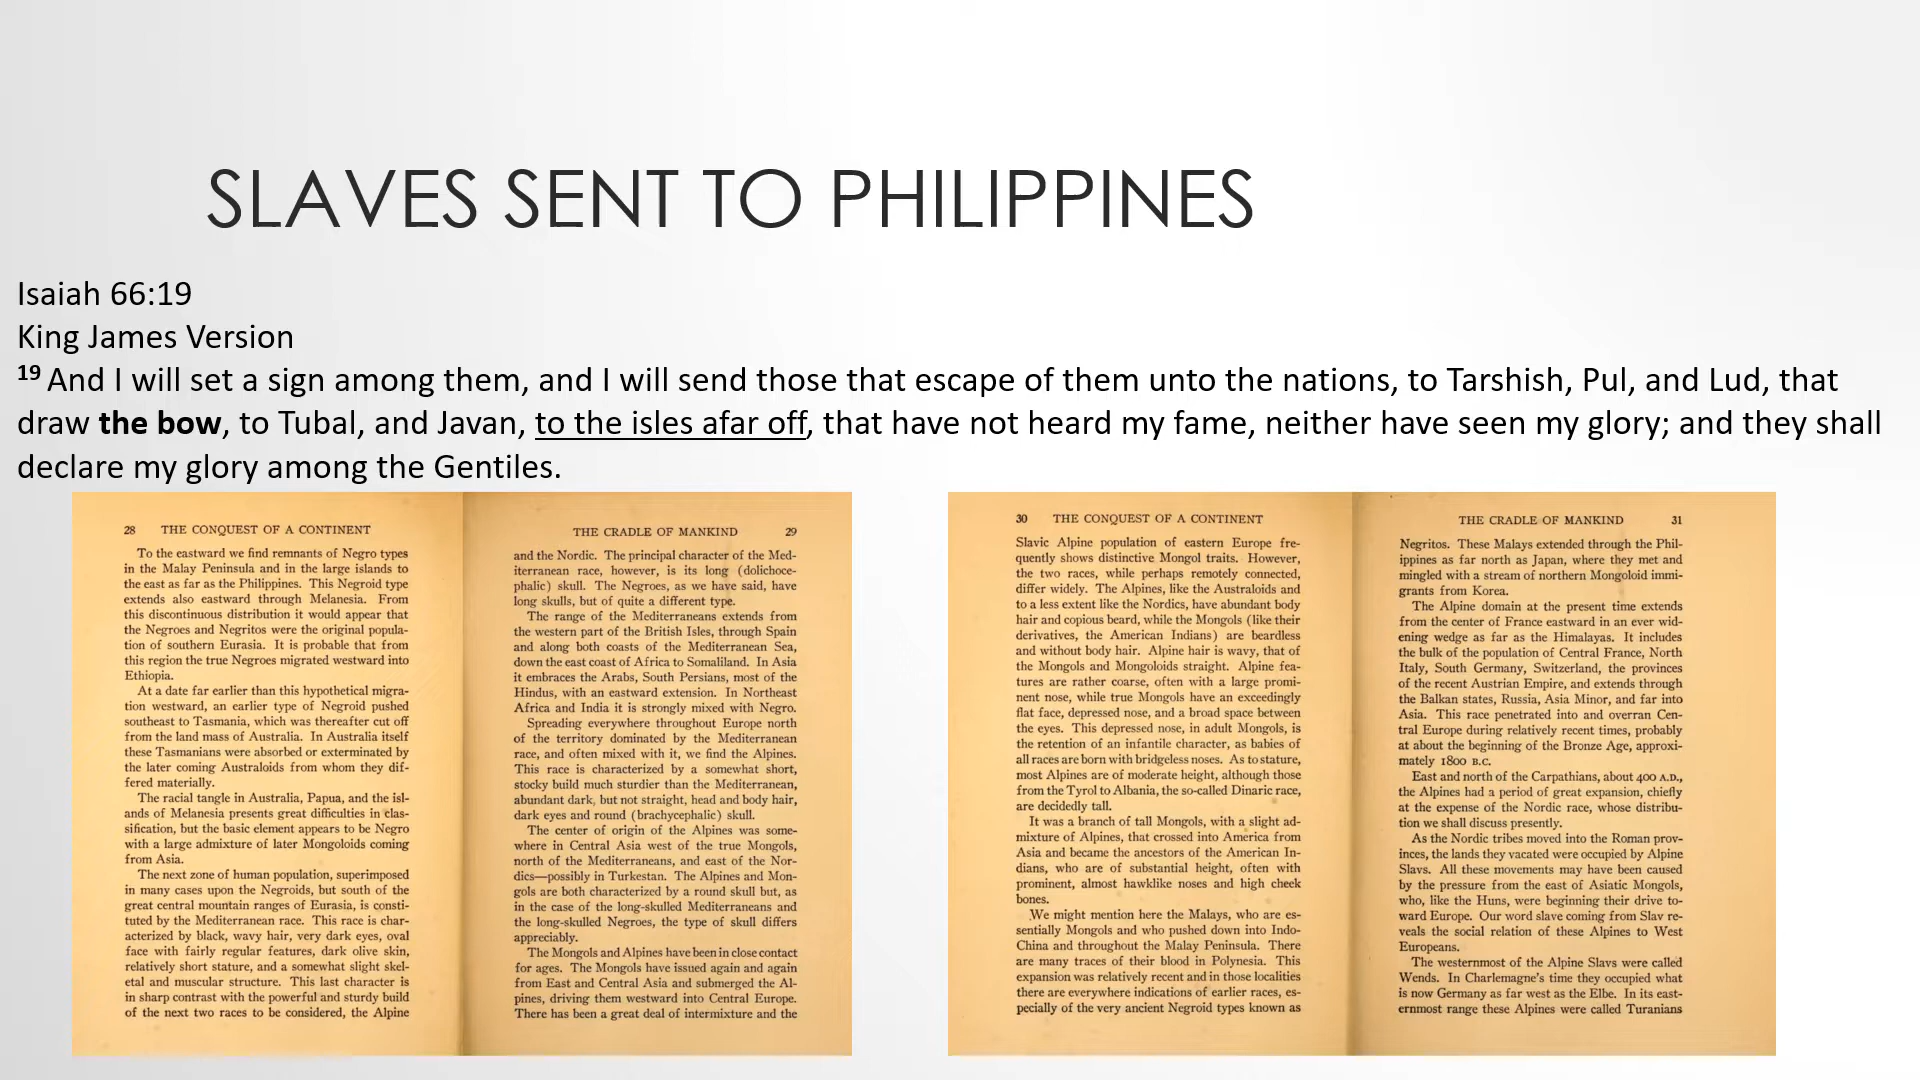 SLAVES SENT TO PHILIPPINES
Isaiah 66:19
King James Version
19 And I will set a sign among them, and I will send those that escape of them unto the nations, to Tarshish, Pul, and Lud, that
draw the bow, to Tubal, and Javan, to the isles afar off, that have not heard my fame, neither have seen my glory; and they shall
declare my glory among the Gentiles.
28 THE CONQUEST OF A CONTINENT
To the eastward we find remnants of Negro types
in the Malay Peninsula and in the large islands to
the east as far as the Philippines. This Negroid type
extends also eastward through Melanesia. From
this discontinuous distribution it would appear that
the Negroes and Negritos were the original popula-
tion of southern Eurasia. It is probable that from
this region the true Negroes migrated westward into
Ethiopia.
At a date far earlier than this hypothetical migra-
tion westward, an earlier type of Negroid pushed
southeast to Tasmania, which was thereafter cut off
from the land mass of Australia. In Australia itself
these Tasmanians were absorbed or exterminated by
the later coming Australoids from whom they dif-
fered materially.
The racial tangle in Australia, Papua, and the isl-
ands of Melanesia presents great difficulties in clas-
sification, but the basic element appears to be Negro
with a large admixture of later Mongoloids coming
from Asia.
The next zone of human population, superimposed
in many cases upon the Negroids, but south of the
great central mountain ranges of Eurasia, is consti-
tuted by the Mediterranean race. This race is char-
acterized by black, wavy hair, very dark eyes, oval
face with fairly regular features, dark olive skin,
relatively short stature, and a somewhat slight skel-
etal and muscular structure. This last character is
in sharp contrast with the powerful and sturdy build
of the next two races to be considered, the Alpine
THE CRADLE OF MANKIND 29
and the Nordic. The principal character of the Med-
iterranean race, however, is its long (dolichoce-
phalic) skull. The Negroes, as we have said, have
long skulls, but of quite a different type.
The range of the Mediterraneans extends from
the western part of the British Isles, through Spain
and along both coasts of the Mediterranean Sea,
down the east coast of Africa to Somaliland. In Asia
it embraces the Arabs, South Persians, most of the
Hindus, with an eastward extension. In Northeast
Africa and India it is strongly mixed with Negro.
Spreading everywhere throughout Europe north
of the territory dominated by the Mediterranean
race, and often mixed with it, we find the Alpines.
This race is characterized by a somewhat short,
stocky build much sturdier than the Mediterranean,
abundant dark, but not straight, head and body hair,
dark eyes and round (brachycephalic) skull.
The center of origin of the Alpines was some-
where in Central Asia west of the true Mongols,
north of the Mediterraneans, and east of the Nor-
dics—possibly in Turkestan. The Alpines and Mon-
gols are both characterized by a round skull but, as
in the case of the long-skulled Mediterraneans and
the long-skulled Negroes, the type of skull differs
appreciably.
The Mongols and Alpines have been in close contact
for ages. The Mongols have issued again and again
from East and Central Asia and submerged the Al-
pines, driving them westward into Central Europe.
There has been a great deal of intermixture and the
30 THE CONQUEST OF A CONTINENT
Slavic Alpine population of eastern Europe fre-
quently shows distinctive Mongol traits. However,
the two races, while perhaps remotely connected,
differ widely. The Alpines, like the Australoids and
to a less extent like the Nordics, have abundant body
hair and copious beard, while the Mongols (like their
derivatives, the American Indians) are beardless
and without body hair. Alpine hair is wavy, that of
the Mongols and Mongoloids straight. Alpine fea-
tures are rather coarse, often with a large promi-
nent nose, while true Mongols have an exceedingly
flat face, depressed nose, and a broad space between
the eyes. This depressed nose, in adult Mongols, is
the retention of an infantile character, as babies of
all races are born with bridgeless noses. As to stature,
most Alpines are of moderate height, although those
from the Tyrol to Albania, the so-called Dinaric race,
are decidedly tall.
It was a branch of tall Mongols, with a slight ad-
mixture of Alpines, that crossed into America from
Asia and became the ancestors of the American In-
dians, who are of substantial height, often with
prominent, almost hawklike noses and high cheek
bones.
We might mention here the Malays, who are es-
sentially Mongols and who pushed down into Indo-
China and throughout the Malay Peninsula. There
are many traces of their blood in Polynesia. This
expansion was relatively recent and in those localities
there are everywhere indications of earlier races, es-
pecially of the very ancient Negroid types known as
THE CRADLE OF MANKIND 31
Negritos. These Malays extended through the Phil-
ippines as far north as Japan, where they met and
mingled with a stream of northern Mongoloid immi-
grants from Korea.
The Alpine domain at the present time extends
from the center of France eastward in an ever wid-
ening wedge as far as the Himalayas. It includes
the bulk of the population of Central France, North
Italy, South Germany, Switzerland, the provinces
of the recent Austrian Empire, and extends through
the Balkan states, Russia, Asia Minor, and far into
Asia. This race penetrated into and overran Cen-
tral Europe during relatively recent times, probably
at about the beginning of the Bronze Age, approxi-
mately 1800 B.C.
East and north of the Carpathians, about 400 A.D.,
the Alpines had a period of great expansion, chiefly
at the expense of the Nordic race, whose distribu-
tion we shall discuss presently.
As the Nordic tribes moved into the Roman prov-
inces, the lands they vacated were occupied by Alpine
Slavs. All these movements may have been caused
by the pressure from the east of Asiatic Mongols,
who, like the Huns, were beginning their drive to-
ward Europe. Our word slave coming from Slav re-
veals the social relation of these Alpines to West
Europeans.
The westernmost of the Alpine Slavs were called
Wends. In Charlemagne's time they occupied what
is now Germany as far west as the Elbe. In its east-
ernmost range these Alpines were called Turanians